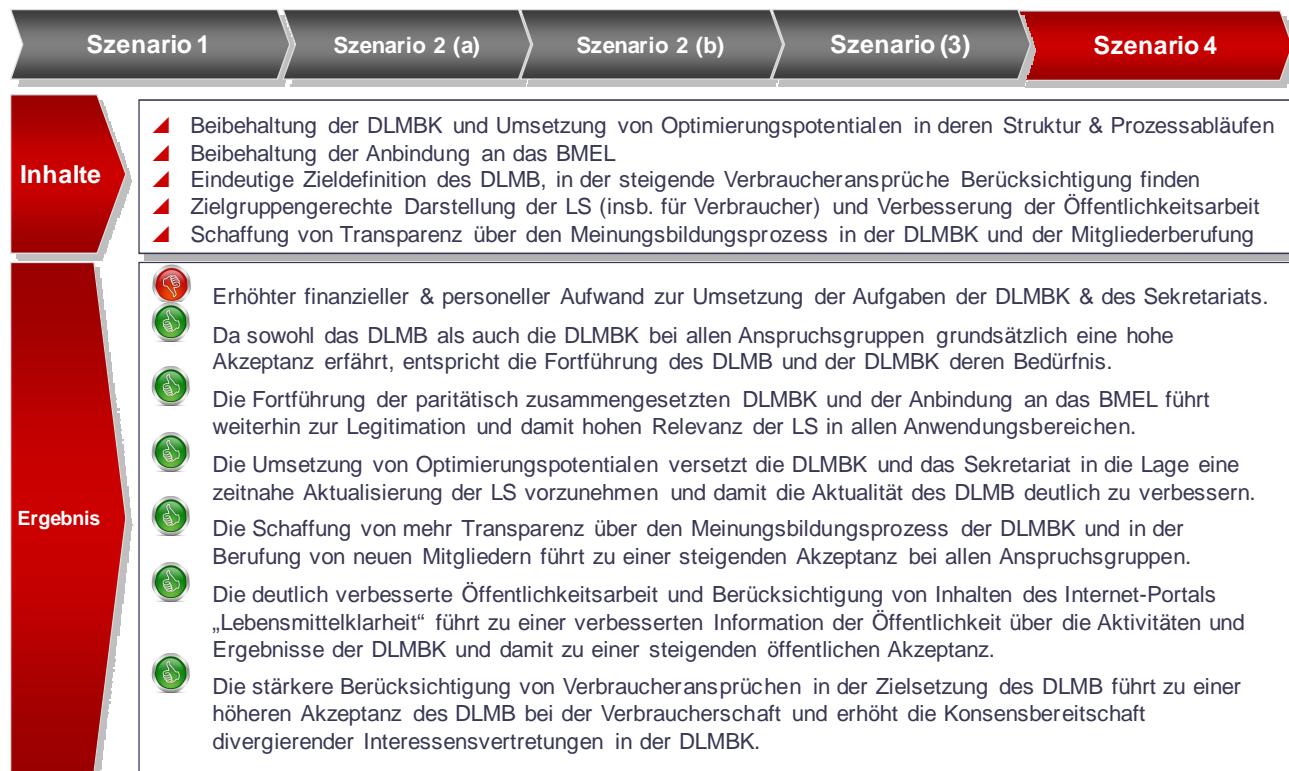 Szenario 1
Szenario 2 (a)
Szenario 2 (b)
Szenario (3)
Szenario 4
Inhalte
Beibehaltung der DLMBK und Umsetzung von Optimierungspotentialen in deren Struktur & Prozessabläufen
Beibehaltung der Anbindung an das BMEL
Eindeutige Zieldefinition des DLMB, in der steigende Verbraucheransprüche Berücksichtigung finden
Zielgruppengerechte Darstellung der LS (insb. für Verbraucher) und Verbesserung der Öffentlichkeitsarbeit
Schaffung von Transparenz über den Meinungsbildungsprozess in der DLMBK und der Mitgliederberufung
Ergebnis
Erhöhter finanzieller & personeller Aufwand zur Umsetzung der Aufgaben der DLMBK & des Sekretariats.
Da sowohl das DLMB als auch die DLMBK bei allen Anspruchsgruppen grundsätzlich eine hohe
Akzeptanz erfährt, entspricht die Fortführung des DLMB und der DLMBK deren Bedürfnis.
Die Fortführung der paritätisch zusammengesetzten DLMBK und der Anbindung an das BMEL führt
weiterhin zur Legitimation und damit hohen Relevanz der LS in allen Anwendungsbereichen.
Die Umsetzung von Optimierungspotentialen versetzt die DLMBK und das Sekretariat in die Lage eine
zeitnahe Aktualisierung der LS vorzunehmen und damit die Aktualität des DLMB deutlich zu verbessern.
Die Schaffung von mehr Transparenz über den Meinungsbildungsprozess der DLMBK und in der
Berufung von neuen Mitgliedern führt zu einer steigenden Akzeptanz bei allen Anspruchsgruppen.
Die deutlich verbesserte Öffentlichkeitsarbeit und Berücksichtigung von Inhalten des Internet-Portals
„Lebensmittelklarheit“ führt zu einer verbesserten Information der Öffentlichkeit über die Aktivitäten und
Ergebnisse der DLMBK und damit zu einer steigenden öffentlichen Akzeptanz.
Die stärkere Berücksichtigung von Verbraucheransprüchen in der Zielsetzung des DLMB führt zu einer
höheren Akzeptanz des DLMB bei der Verbraucherschaft und erhöht die Konsensbereitschaft
divergierender Interessensvertretungen in der DLMBK.